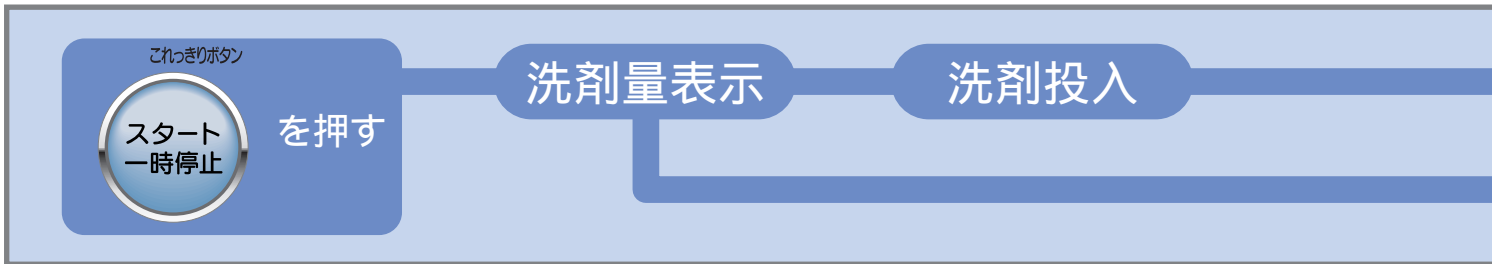 これっきりボタン
スタート
一時停止
を押す
洗剤量表示
洗剤投入